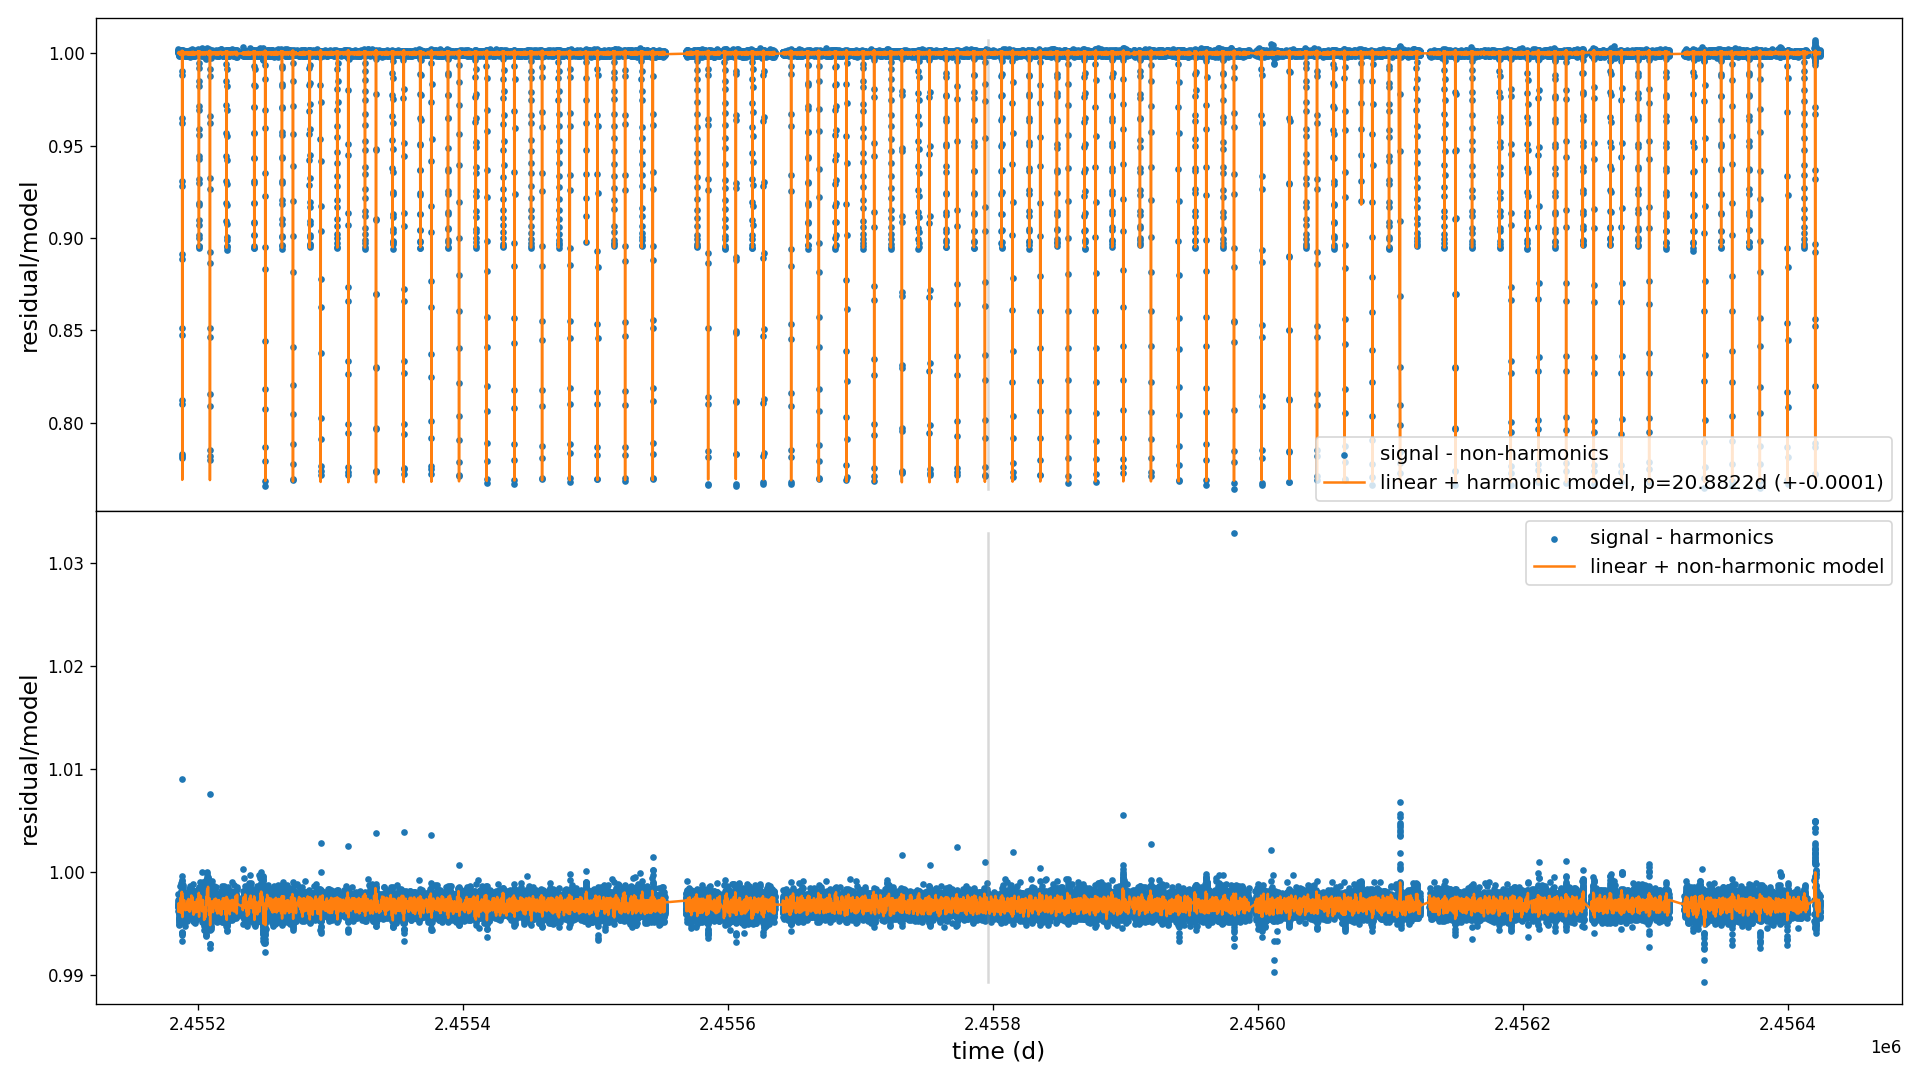 1.00
0.95
0.90
0.85
0.80
residual/model
signal - non-harmonics
linear + harmonic model, p=20.8822d (+-0.0001)
1.03
1.02
1.01
1.00
0.99
residual/model
signal - harmonics
linear + non-harmonic model
2.4552 2.4554 2.4556 2.4558 2.4560 2.4562 2.4564
1e6
time (d)